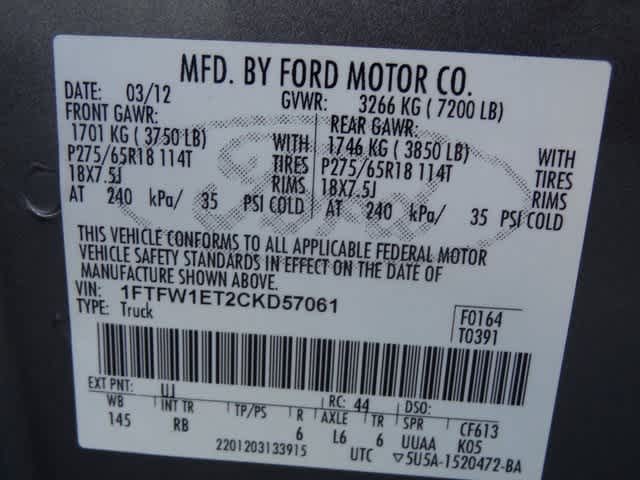 MFD. BY FORD MOTOR CO.
DATE: 03/12 GVWR: 3266 KG ( 7200 LB)
FRONT GAWR: REAR GAWR:
1701 KG ( 3750 LB) WITH 1746 KG ( 3850 LB) WITH
P275/65R18 114T TIRES P275/65R18 114T TIRES
18X7.5J RIMS 18X7.5J RIMS
AT 240 kPa/ 35 PSI COLD AT 240 kPa/ 35 PSI COLD
Ford
THIS VEHICLE CONFORMS TO ALL APPLICABLE FEDERAL MOTOR
VEHICLE SAFETY STANDARDS IN EFFECT ON THE DATE OF
MANUFACTURE SHOWN ABOVE.
VIN: 1FTFW1ET2CKD57061 F0164
TYPE: Truck T0391
EXT PNT: UJ RC: 44 DSO:
WB INT TR TP/PS R AXLE TR SPR CF613
145 RB 6 L6 6 UUAA K05
2201203133915 UTC ▽5U5A-1520472-BA